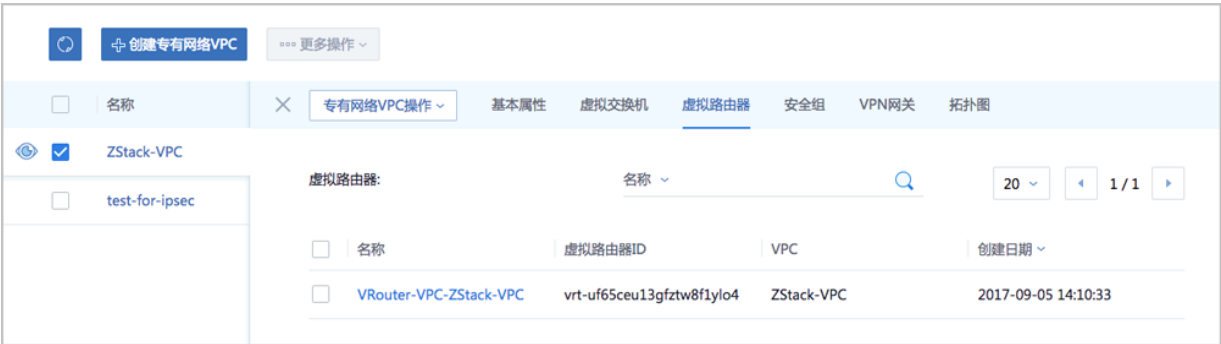 创建专有网络VPC 更多操作
名称 专有网络VPC操作 基本属性 虚拟交换机 虚拟路由器 安全组 VPN网关 拓扑图
ZStack-VPC
虚拟路由器: 名称 20 1 / 1
test-for-ipsec
名称 虚拟路由器ID VPC 创建日期
VRouter-VPC-ZStack-VPC vrt-uf65ceu13gfztw8f1ylo4 ZStack-VPC 2017-09-05 14:10:33